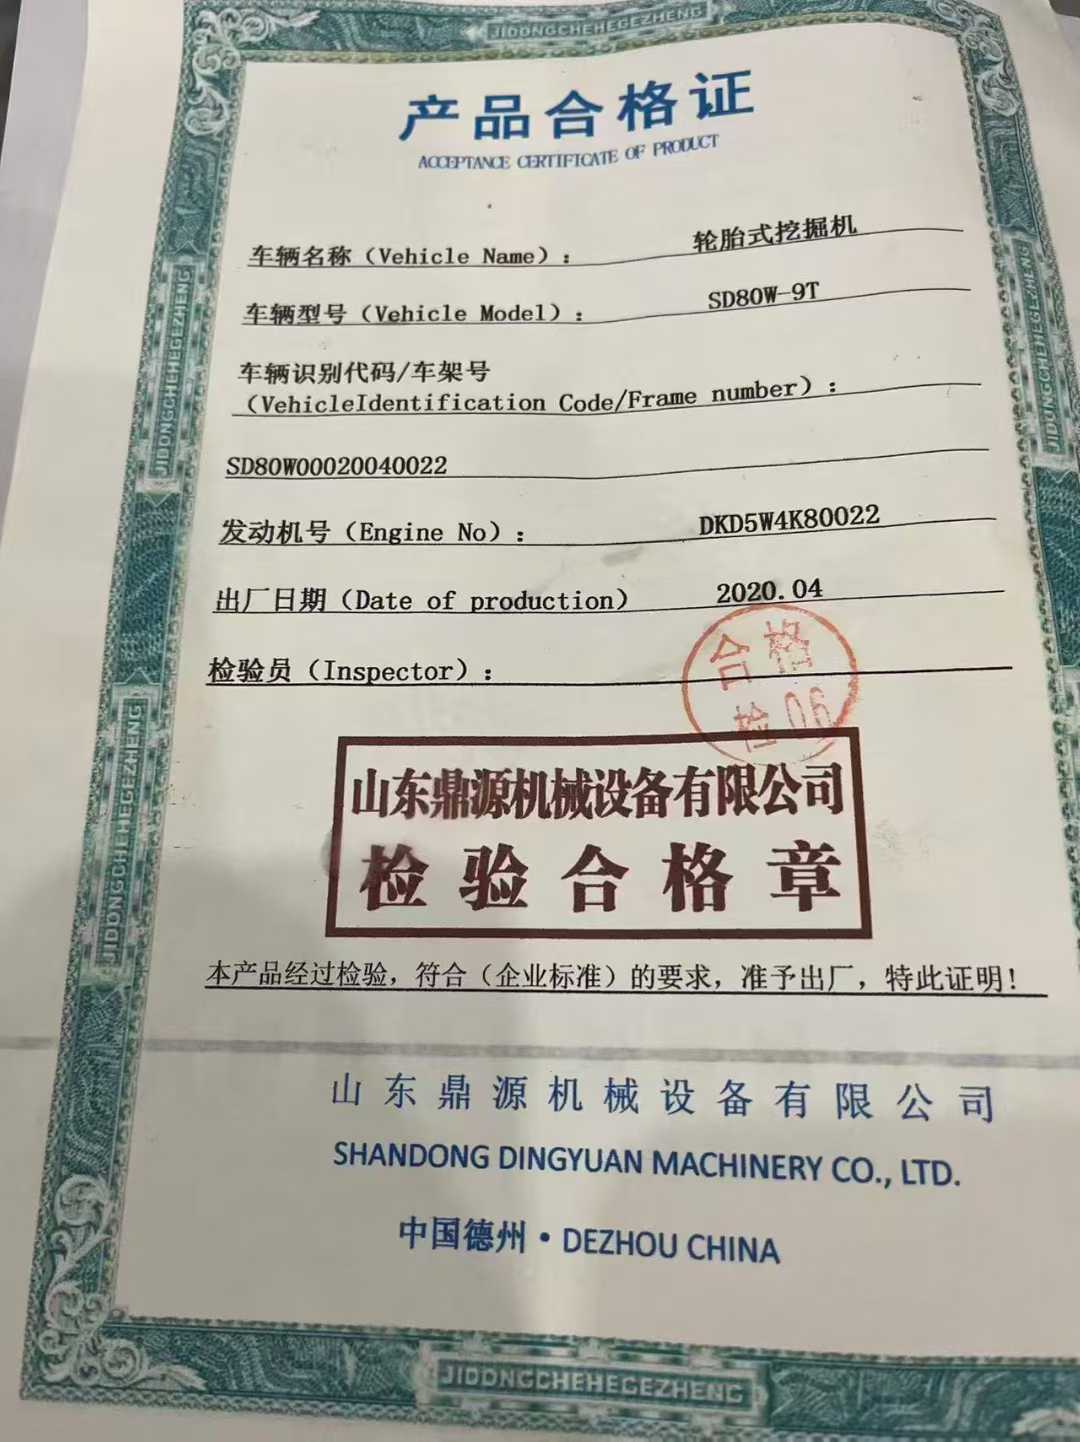 JIDONGCHEHEGEZHENG
产品合格证
ACCEPTANCE CERTIFICATE OF PRODUCT
车辆名称（Vehicle Name）： 轮胎式挖掘机
车辆型号（Vehicle Model）： SD80W-9T
车辆识别代码/车架号
（VehicleIdentification Code/Frame number）：
SD80W00020040022
发动机号（Engine No）： DKD5W4K80022
出厂日期（Date of production） 2020.04
检验员（Inspector）：
合格
检06
山东鼎源机械设备有限公司
检验合格章
本产品经过检验，符合（企业标准）的要求，准予出厂，特此证明！
山东鼎源机械设备有限公司
SHANDONG DINGYUAN MACHINERY CO., LTD.
中国德州·DEZHOU CHINA
JIDONGCHEHEGEZHENG
JIDONGCHEHEGEZHENG
JIDONGCHEHEGEZHENG
JIDONGCHEHEGEZHENG